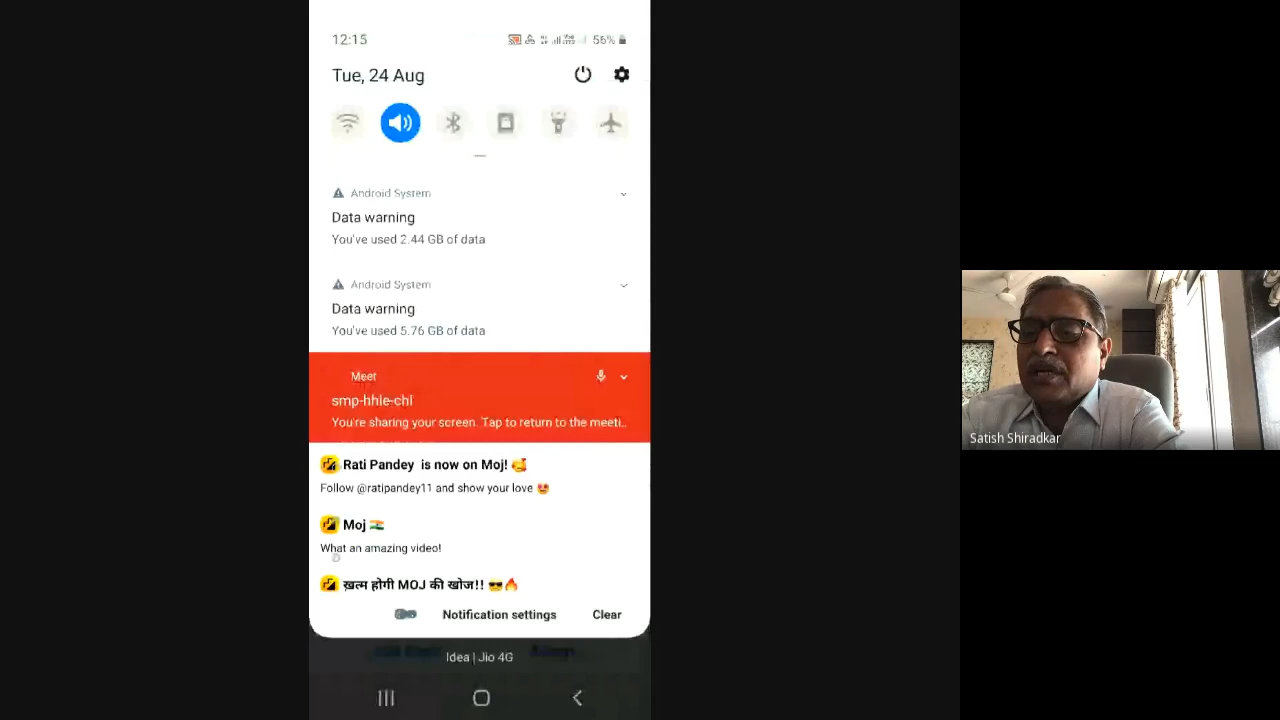 12:15
56%
Tue, 24 Aug
Android System
Data warning
You've used 2.44 GB of data
Android System
Data warning
You've used 5.76 GB of data
Meet
smp-hhie-chi
You're sharing your screen. Tap to return to the meeti..
Rati Pandey is now on Moj! 🥰
Follow @ratipandey11 and show your love 😍
Moj 🇮🇳
What an amazing video!
ख़त्म होगी MOJ की खोज!! 😎🔥
Notification settings
Clear
Idea | Jio 4G
Satish Shiradkar